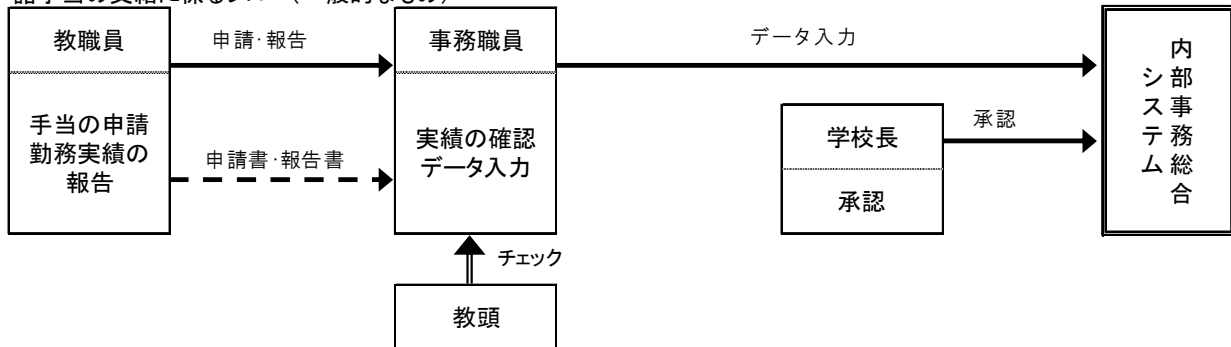 諸手当の支給に係るフロー（一般的なもの）
教職員
申請・報告
事務職員
データ入力
手当の申請
勤務実績の
報告
申請書・報告書
実績の確認
データ入力
学校長
承認
承認
内部事務総合
システム
チェック
教頭